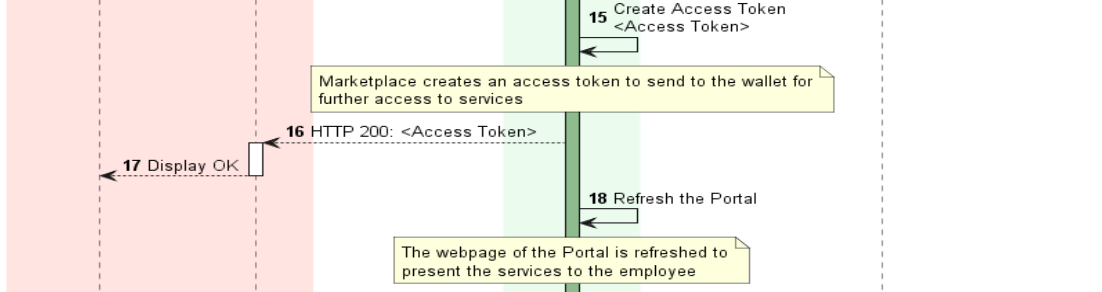 15 Create Access Token
<Access Token>
Marketplace creates an access token to send to the wallet for
further access to services
16 HTTP 200: <Access Token>
17 Display OK
18 Refresh the Portal
The webpage of the Portal is refreshed to
present the services to the employee